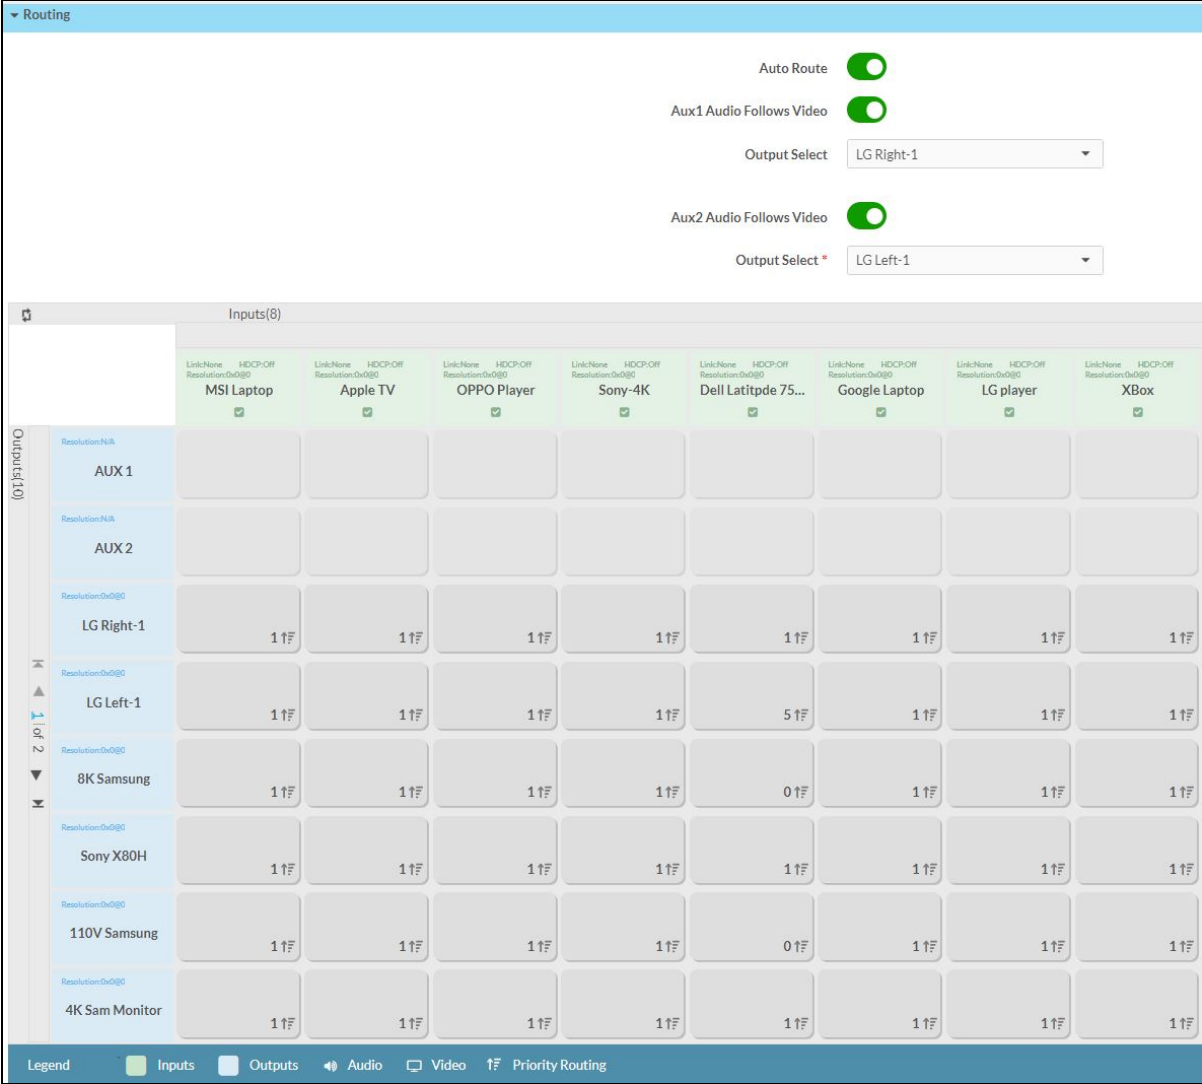 Routing
Auto Route
Aux1 Audio Follows Video
Output Select LG Right-1
Aux2 Audio Follows Video
Output Select * LG Left-1
Inputs(8)
Link:None HDCP:Off Link:None HDCP:Off Link:None HDCP:Off Link:None HDCP:Off Link:None HDCP:Off Link:None HDCP:Off Link:None HDCP:Off Link:None HDCP:Off
Resolution:0x0@0 Resolution:0x0@0 Resolution:0x0@0 Resolution:0x0@0 Resolution:0x0@0 Resolution:0x0@0 Resolution:0x0@0 Resolution:0x0@0
MSI Laptop Apple TV OPPO Player Sony-4K Dell Latitpde 75... Google Laptop LG player XBox
Outputs(10)
1 of 2
Resolution:N/A
AUX 1
Resolution:N/A
AUX 2
Resolution:0x0@0
LG Right-1
1 1 1 1 1 1 1 1
Resolution:0x0@0
LG Left-1
1 1 1 1 5 1 1 1
Resolution:0x0@0
8K Samsung
1 1 1 1 0 1 1 1
Resolution:0x0@0
Sony X80H
1 1 1 1 1 1 1 1
Resolution:0x0@0
110V Samsung
1 1 1 1 0 1 1 1
Resolution:0x0@0
4K Sam Monitor
1 1 1 1 1 1 1 1
Legend Inputs Outputs Audio Video Priority Routing